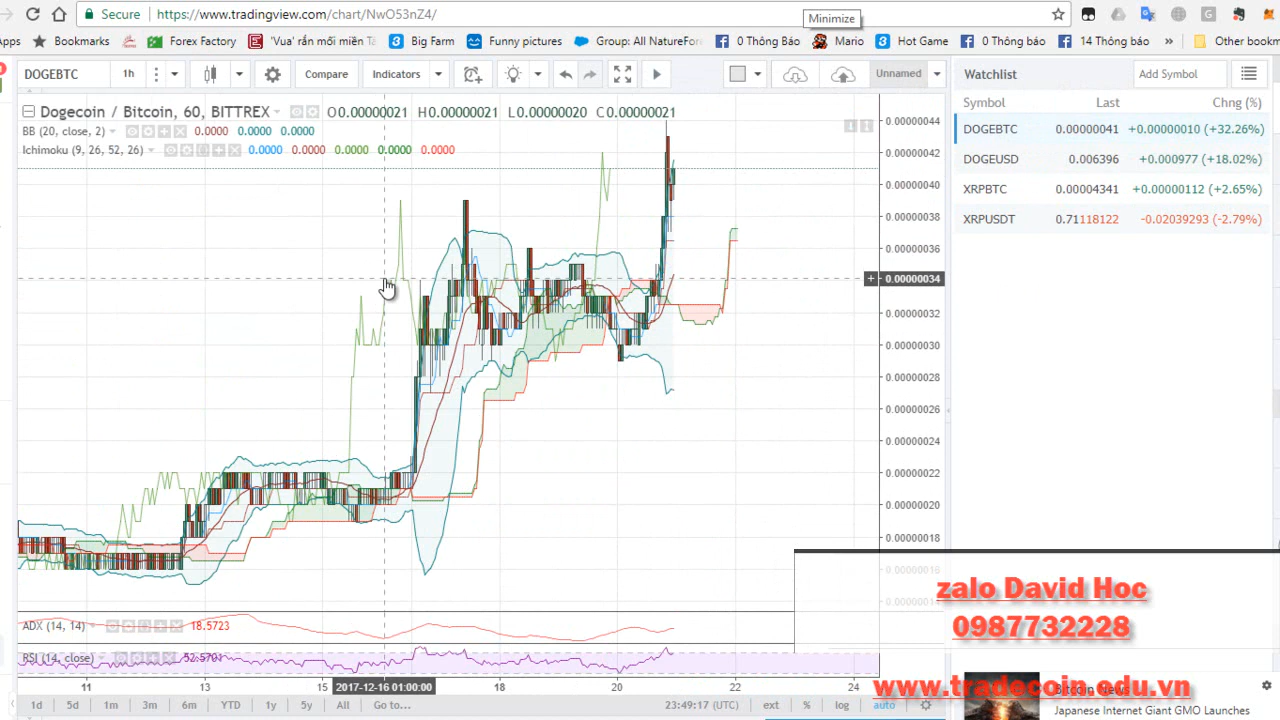 Secure https://www.tradingview.com/chart/NwO53nZ4/
Minimize
Apps Bookmarks Forex Factory 'Vua' rắn mối miền Tâ Big Farm Funny pictures Group: All NatureFor 0 Thông Báo Mario Hot Game 0 Thông Báo 14 Thông Báo » Other bookm
DOGEBTC 1h Compare Indicators Unnamed
Watchlist Add Symbol
Symbol Last Chng (%)
DOGEBTC 0.00000041 +0.00000010 (+32.26%)
DOGEUSD 0.006396 +0.000977 (+18.02%)
XRPBTC 0.00004341 +0.00000112 (+2.65%)
XRPUSDT 0.71118122 -0.02039293 (-2.79%)
Dogecoin / Bitcoin, 60, BITTREX O0.00000021 H0.00000021 L0.00000020 C0.00000021
BB (20, close, 2) 0.0000 0.0000 0.0000
Ichimoku (9, 26, 52, 26) 0.0000 0.0000 0.0000 0.0000 0.0000
0.00000044
0.00000042
0.00000040
0.00000038
0.00000036
0.00000034
0.00000032
0.00000030
0.00000028
0.00000026
0.00000024
0.00000022
0.00000020
0.00000018
0.00000016
0.00000014
ADX (14, 14) 18.5723
RSI (14, close) 52.5701
11 13 15 2017-12-16 01:00:00 18 20 22 24
1d 5d 1m 3m 6m YTD 1y 5y All Go to... 23:49:17 (UTC) ext % log auto
zalo David Hoc
0987732228
www.tradecoin.edu.vn
Bitcoin News
Japanese Internet Giant GMO Launches